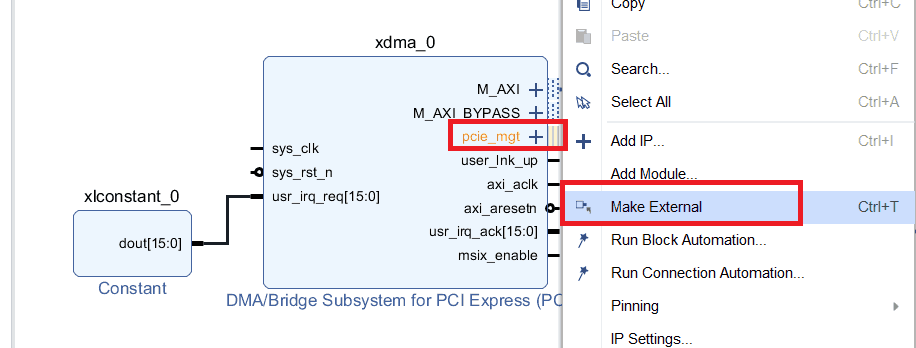 xdma_0
M_AXI
M_AXI_BYPASS
pcie_mgt
sys_clk
user_lnk_up
sys_rst_n
axi_aclk
usr_irq_req[15:0]
axi_aresetn
usr_irq_ack[15:0]
msix_enable
DMA/Bridge Subsystem for PCI Express (PC
xlconstant_0
dout[15:0]
Constant
Copy Ctrl+C
Paste Ctrl+V
Search... Ctrl+F
Select All Ctrl+A
Add IP... Ctrl+I
Add Module...
Make External Ctrl+T
Run Block Automation...
Run Connection Automation...
Pinning
IP Settings...